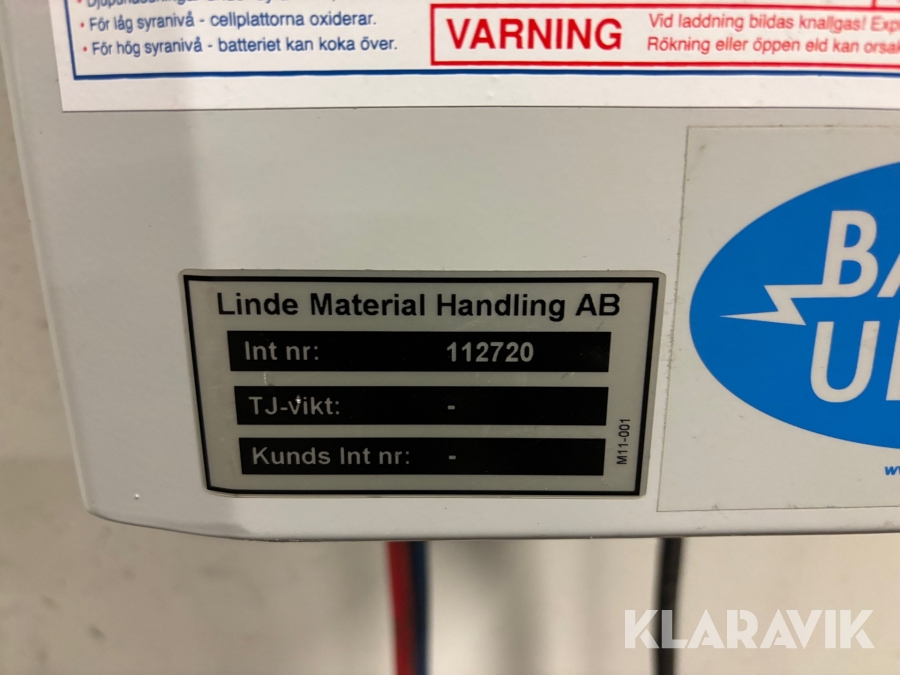 • För låg syranivå - cellplattorna oxiderar.
• För hög syranivå - batteriet kan koka över.
VARNING
Vid laddning bildas knallgas!
Rökning eller öppen eld kan
Linde Material Handling AB
Int nr: 112720
TJ-vikt: -
Kunds Int nr: -
M11-001
KLARAVIK